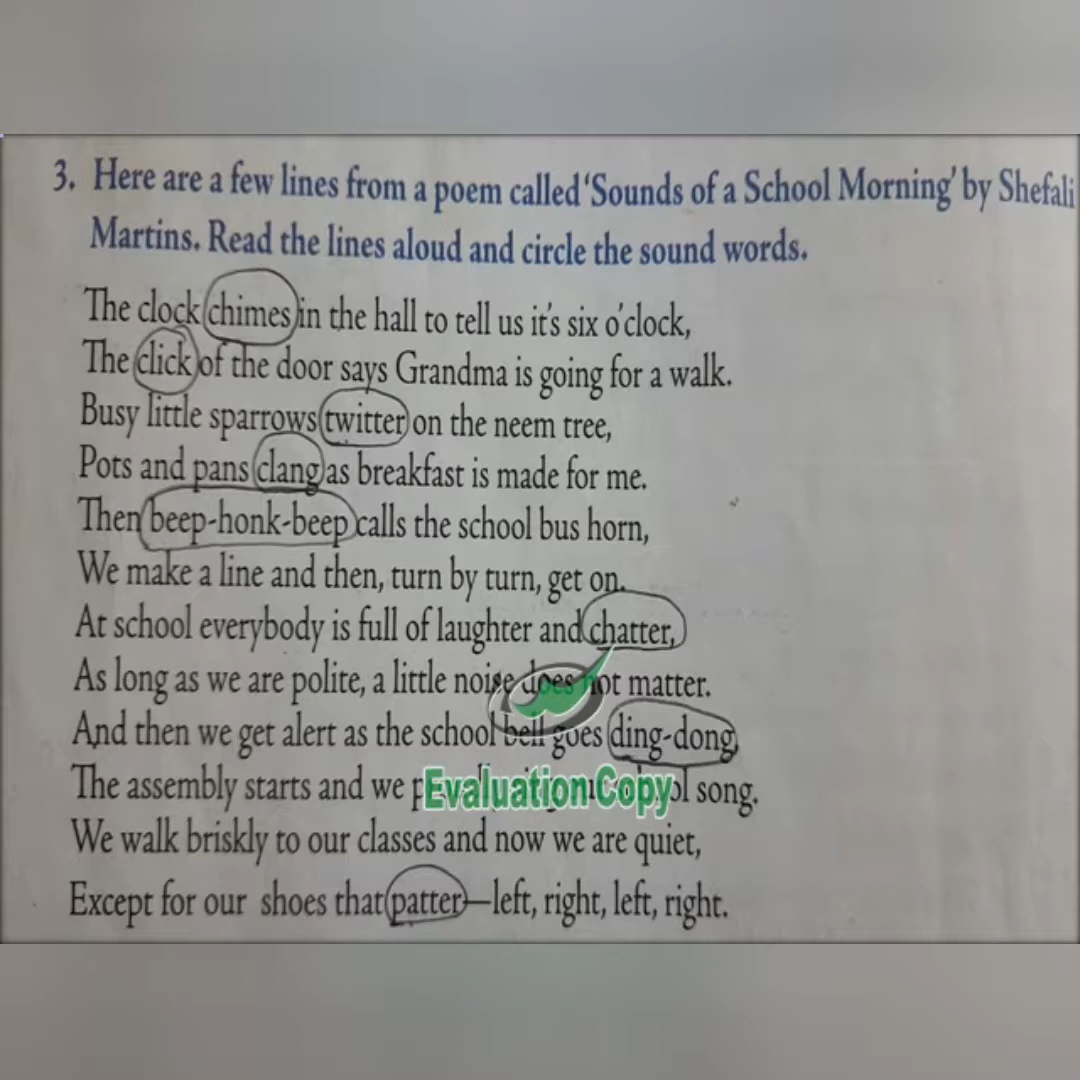 3. Here are a few lines from a poem called ‘Sounds of a School Morning’ by Shefali
Martins. Read the lines aloud and circle the sound words.
The clock chimes in the hall to tell us it's six o'clock,
The click of the door says Grandma is going for a walk.
Busy little sparrows twitter on the neem tree,
Pots and pans clang as breakfast is made for me.
Then beep-honk-beep calls the school bus horn,
We make a line and then, turn by turn, get on.
At school everybody is full of laughter and chatter,
As long as we are polite, a little noise does not matter.
And then we get alert as the school bell goes ding-dong,
The assembly starts and we song.
Evaluation Copy
We walk briskly to our classes and now we are quiet,
Except for our shoes that patter—left, right, left, right.